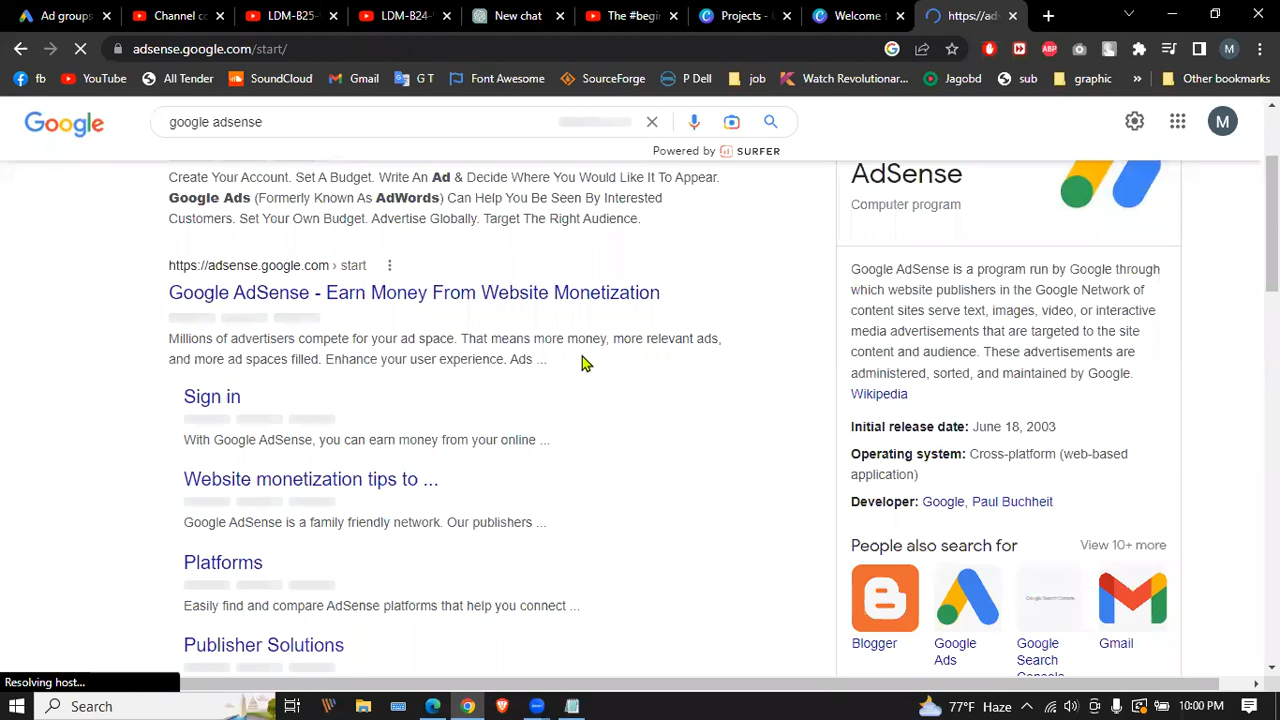 Ad groups
Channel co
LDM-B25-
LDM-B24-
New chat
The #begin
Projects - C
Welcome t
https://ads
adsense.google.com/start/
fb
YouTube
All Tender
SoundCloud
Gmail
G T
Font Awesome
SourceForge
P Dell
job
Watch Revolutionar...
Jagobd
sub
graphic
»
Other bookmarks
Google
google adsense
M
Powered by SURFER
Create Your Account. Set A Budget. Write An Ad & Decide Where You Would Like It To Appear.
Google Ads (Formerly Known As AdWords) Can Help You Be Seen By Interested
Customers. Set Your Own Budget. Advertise Globally. Target The Right Audience.
https://adsense.google.com › start
Google AdSense - Earn Money From Website Monetization
Millions of advertisers compete for your ad space. That means more money, more relevant ads,
and more ad spaces filled. Enhance your user experience. Ads ...
Sign in
With Google AdSense, you can earn money from your online ...
Website monetization tips to ...
Google AdSense is a family friendly network. Our publishers ...
Platforms
Easily find and compare AdSense platforms that help you connect ...
Publisher Solutions
AdSense
Computer program
Google AdSense is a program run by Google through
which website publishers in the Google Network of
content sites serve text, images, video, or interactive
media advertisements that are targeted to the site
content and audience. These advertisements are
administered, sorted, and maintained by Google.
Wikipedia
Initial release date: June 18, 2003
Operating system: Cross-platform (web-based
application)
Developer: Google, Paul Buchheit
People also search for
View 10+ more
Google Search Console
Blogger
Google
Ads
Google
Search
Console
Gmail
Resolving host...
Search
77°F Haze
10:00 PM